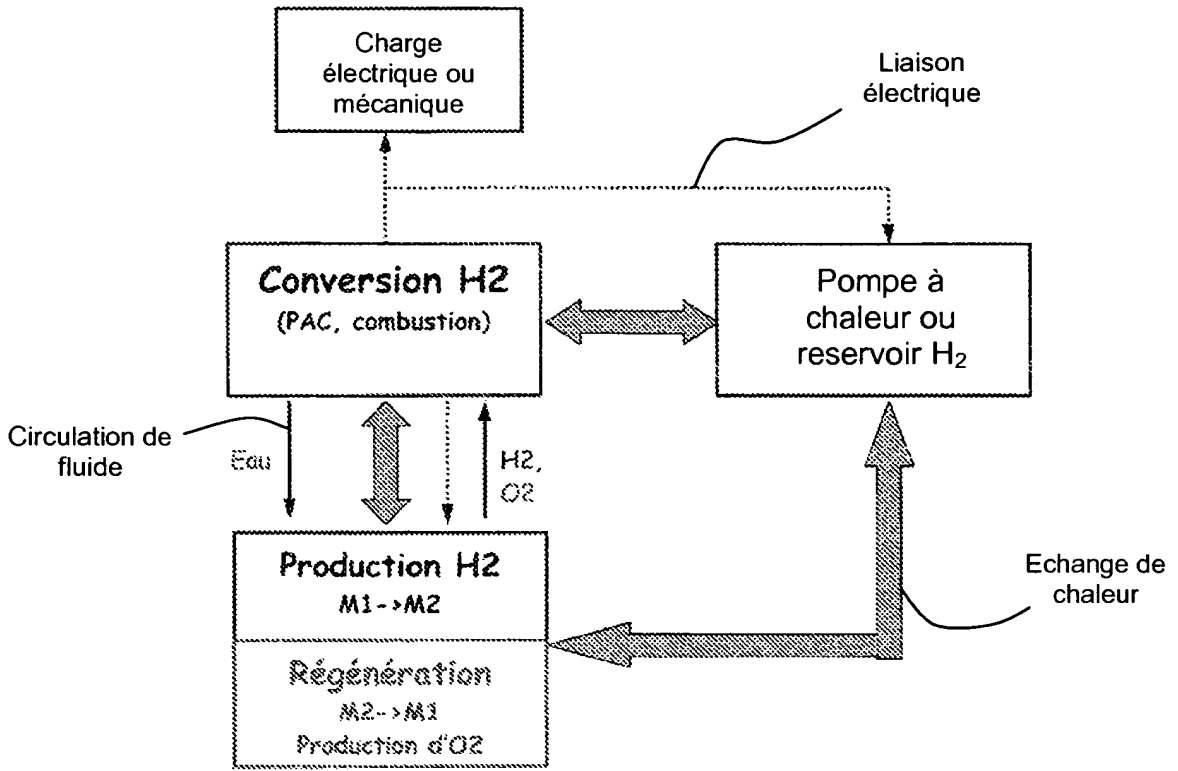 Charge
électrique ou
mécanique
Liaison
électrique
Conversion H2
(PAC, combustion)
Pompe à
chaleur ou
reservoir H₂
Circulation de
fluide
Eau
H2,
O2
Production H2
M1->M2
Régénération
M2->M1
Production d'O2
Echange de
chaleur